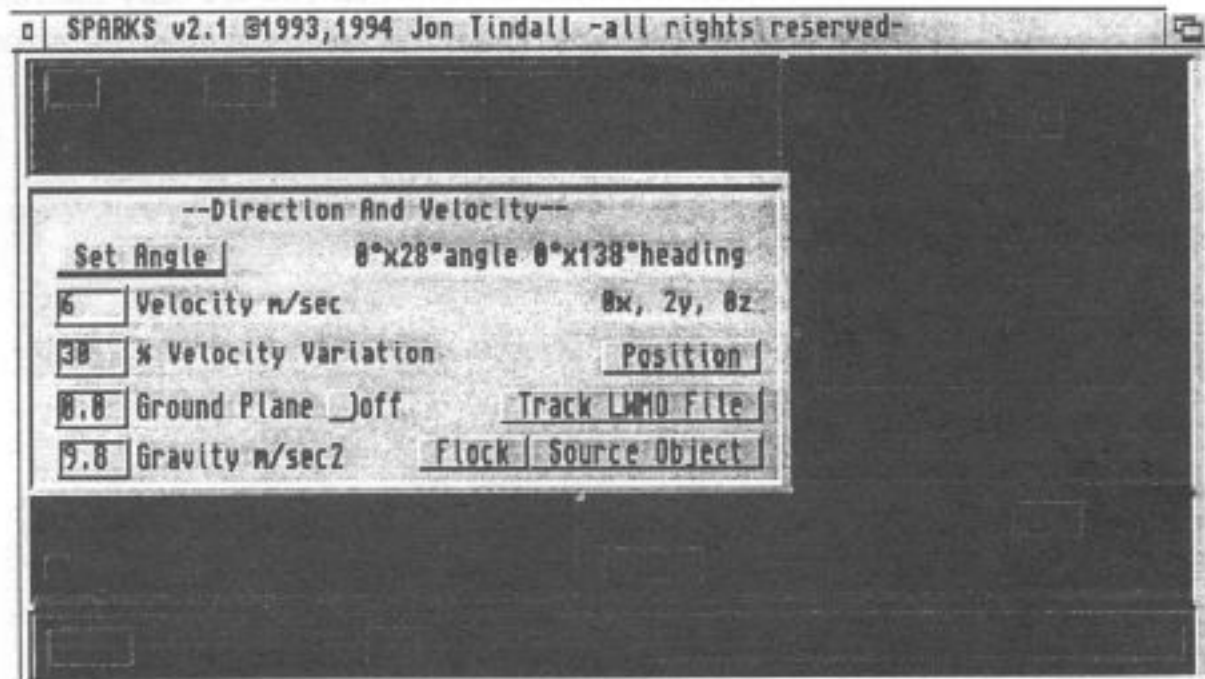 SPARKS v2.1 ©1993,1994 Jon Tindall -all rights reserved-
--Direction And Velocity--
Set Angle 0°x28°angle 0°x138°heading
6 Velocity m/sec 0x, 2y, 0z
30 % Velocity Variation Position
0.0 Ground Plane off Track LWMO File
9.8 Gravity m/sec2 Flock Source Object